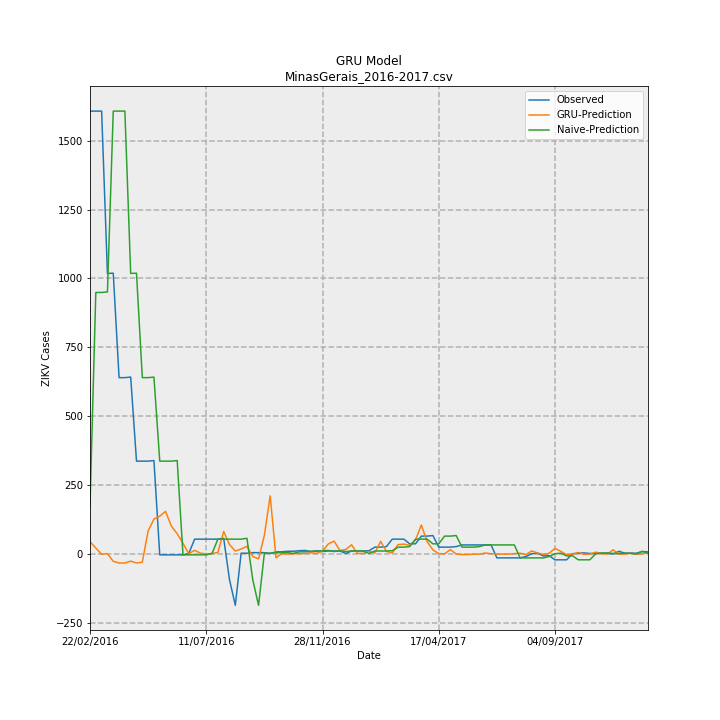 GRU Model
MinasGerais_2016-2017.csv
Observed
GRU-Prediction
Naive-Prediction
1500
1250
1000
750
500
250
0
−250
ZIKV Cases
22/02/2016 11/07/2016 28/11/2016 17/04/2017 04/09/2017
Date